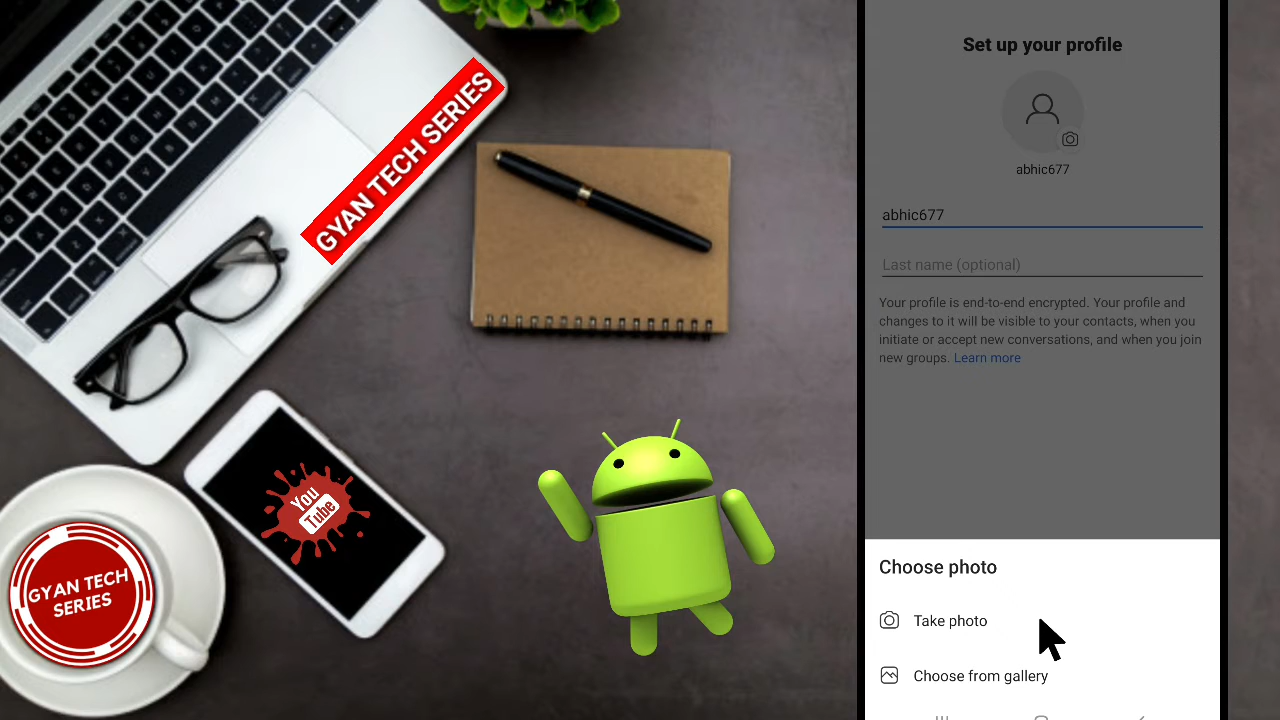 GYAN TECH SERIES
You
Tube
GYAN TECH
SERIES
Set up your profile
abhic677
abhic677
Last name (optional)
Your profile is end-to-end encrypted. Your profile and
changes to it will be visible to your contacts, when you
initiate or accept new conversations, and when you join
new groups. Learn more
Choose photo
Take photo
Choose from gallery